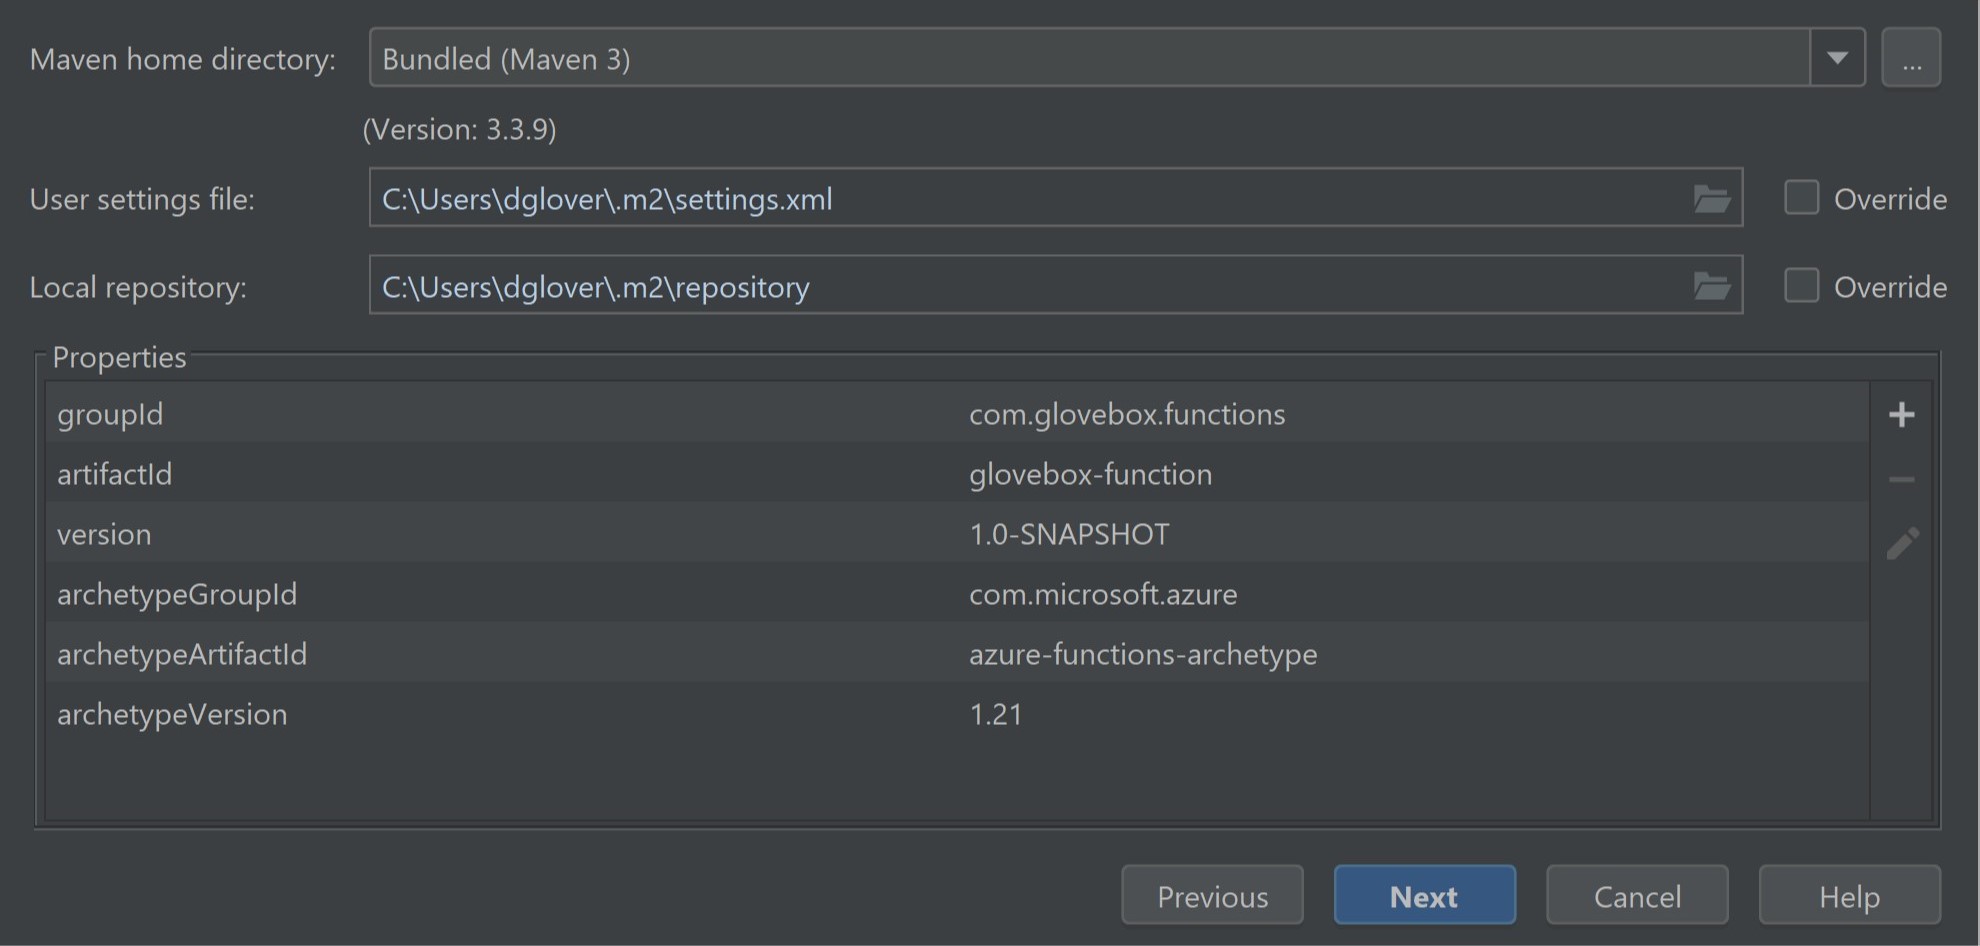 Maven home directory: Bundled (Maven 3) ...
(Version: 3.3.9)
User settings file: C:\Users\dglover\.m2\settings.xml Override
Local repository: C:\Users\dglover\.m2\repository Override
Properties
groupId com.glovebox.functions
artifactId glovebox-function
version 1.0-SNAPSHOT
archetypeGroupId com.microsoft.azure
archetypeArtifactId azure-functions-archetype
archetypeVersion 1.21
Previous Next Cancel Help